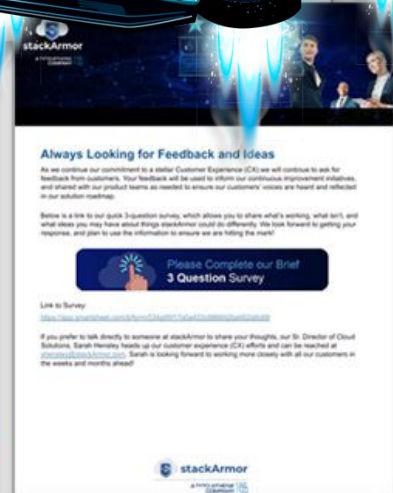 stackArmor
Always Looking for Feedback and Ideas
As we continue our commitment to a stellar Customer Experience (CX) we will continue to ask for
feedback from customers. Your feedback will be used to inform our continuous improvement initiatives,
and shared with our product teams as needed to ensure our customers' voices are heard and reflected
in our solution roadmap.
Below is a link to our quick 3-question survey, which allows you to share what's working, what isn't, and
what ideas you may have about things stackArmor could do differently. We look forward to getting your
response, and plan to use the information to ensure we are hitting the mark!
Please Complete our Brief
3 Question Survey
Link to Survey:
If you prefer to talk directly to someone at stackArmor to share your thoughts, our Sr. Director of Cloud
Solutions, Sarah Hensley heads up our customer experience (CX) efforts and can be reached at
shensley@stackArmor.com. Sarah is looking forward to working more closely with all our customers in
the weeks and months ahead!
stackArmor